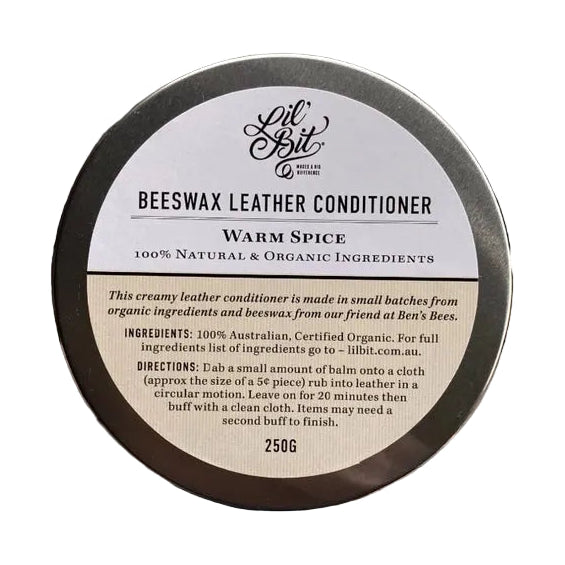 Lil'
Bit®
MAKES A BIG
DIFFERENCE
BEESWAX LEATHER CONDITIONER
WARM SPICE
100% NATURAL & ORGANIC INGREDIENTS
This creamy leather conditioner is made in small batches from
organic ingredients and beeswax from our friend at Ben's Bees.
INGREDIENTS: 100% Australian, Certified Organic. For full
ingredients list of ingredients go to – lilbit.com.au.
DIRECTIONS: Dab a small amount of balm onto a cloth
(approx the size of a 5¢ piece) rub into leather in a
circular motion. Leave on for 20 minutes then
buff with a clean cloth. Items may need a
second buff to finish.
250G